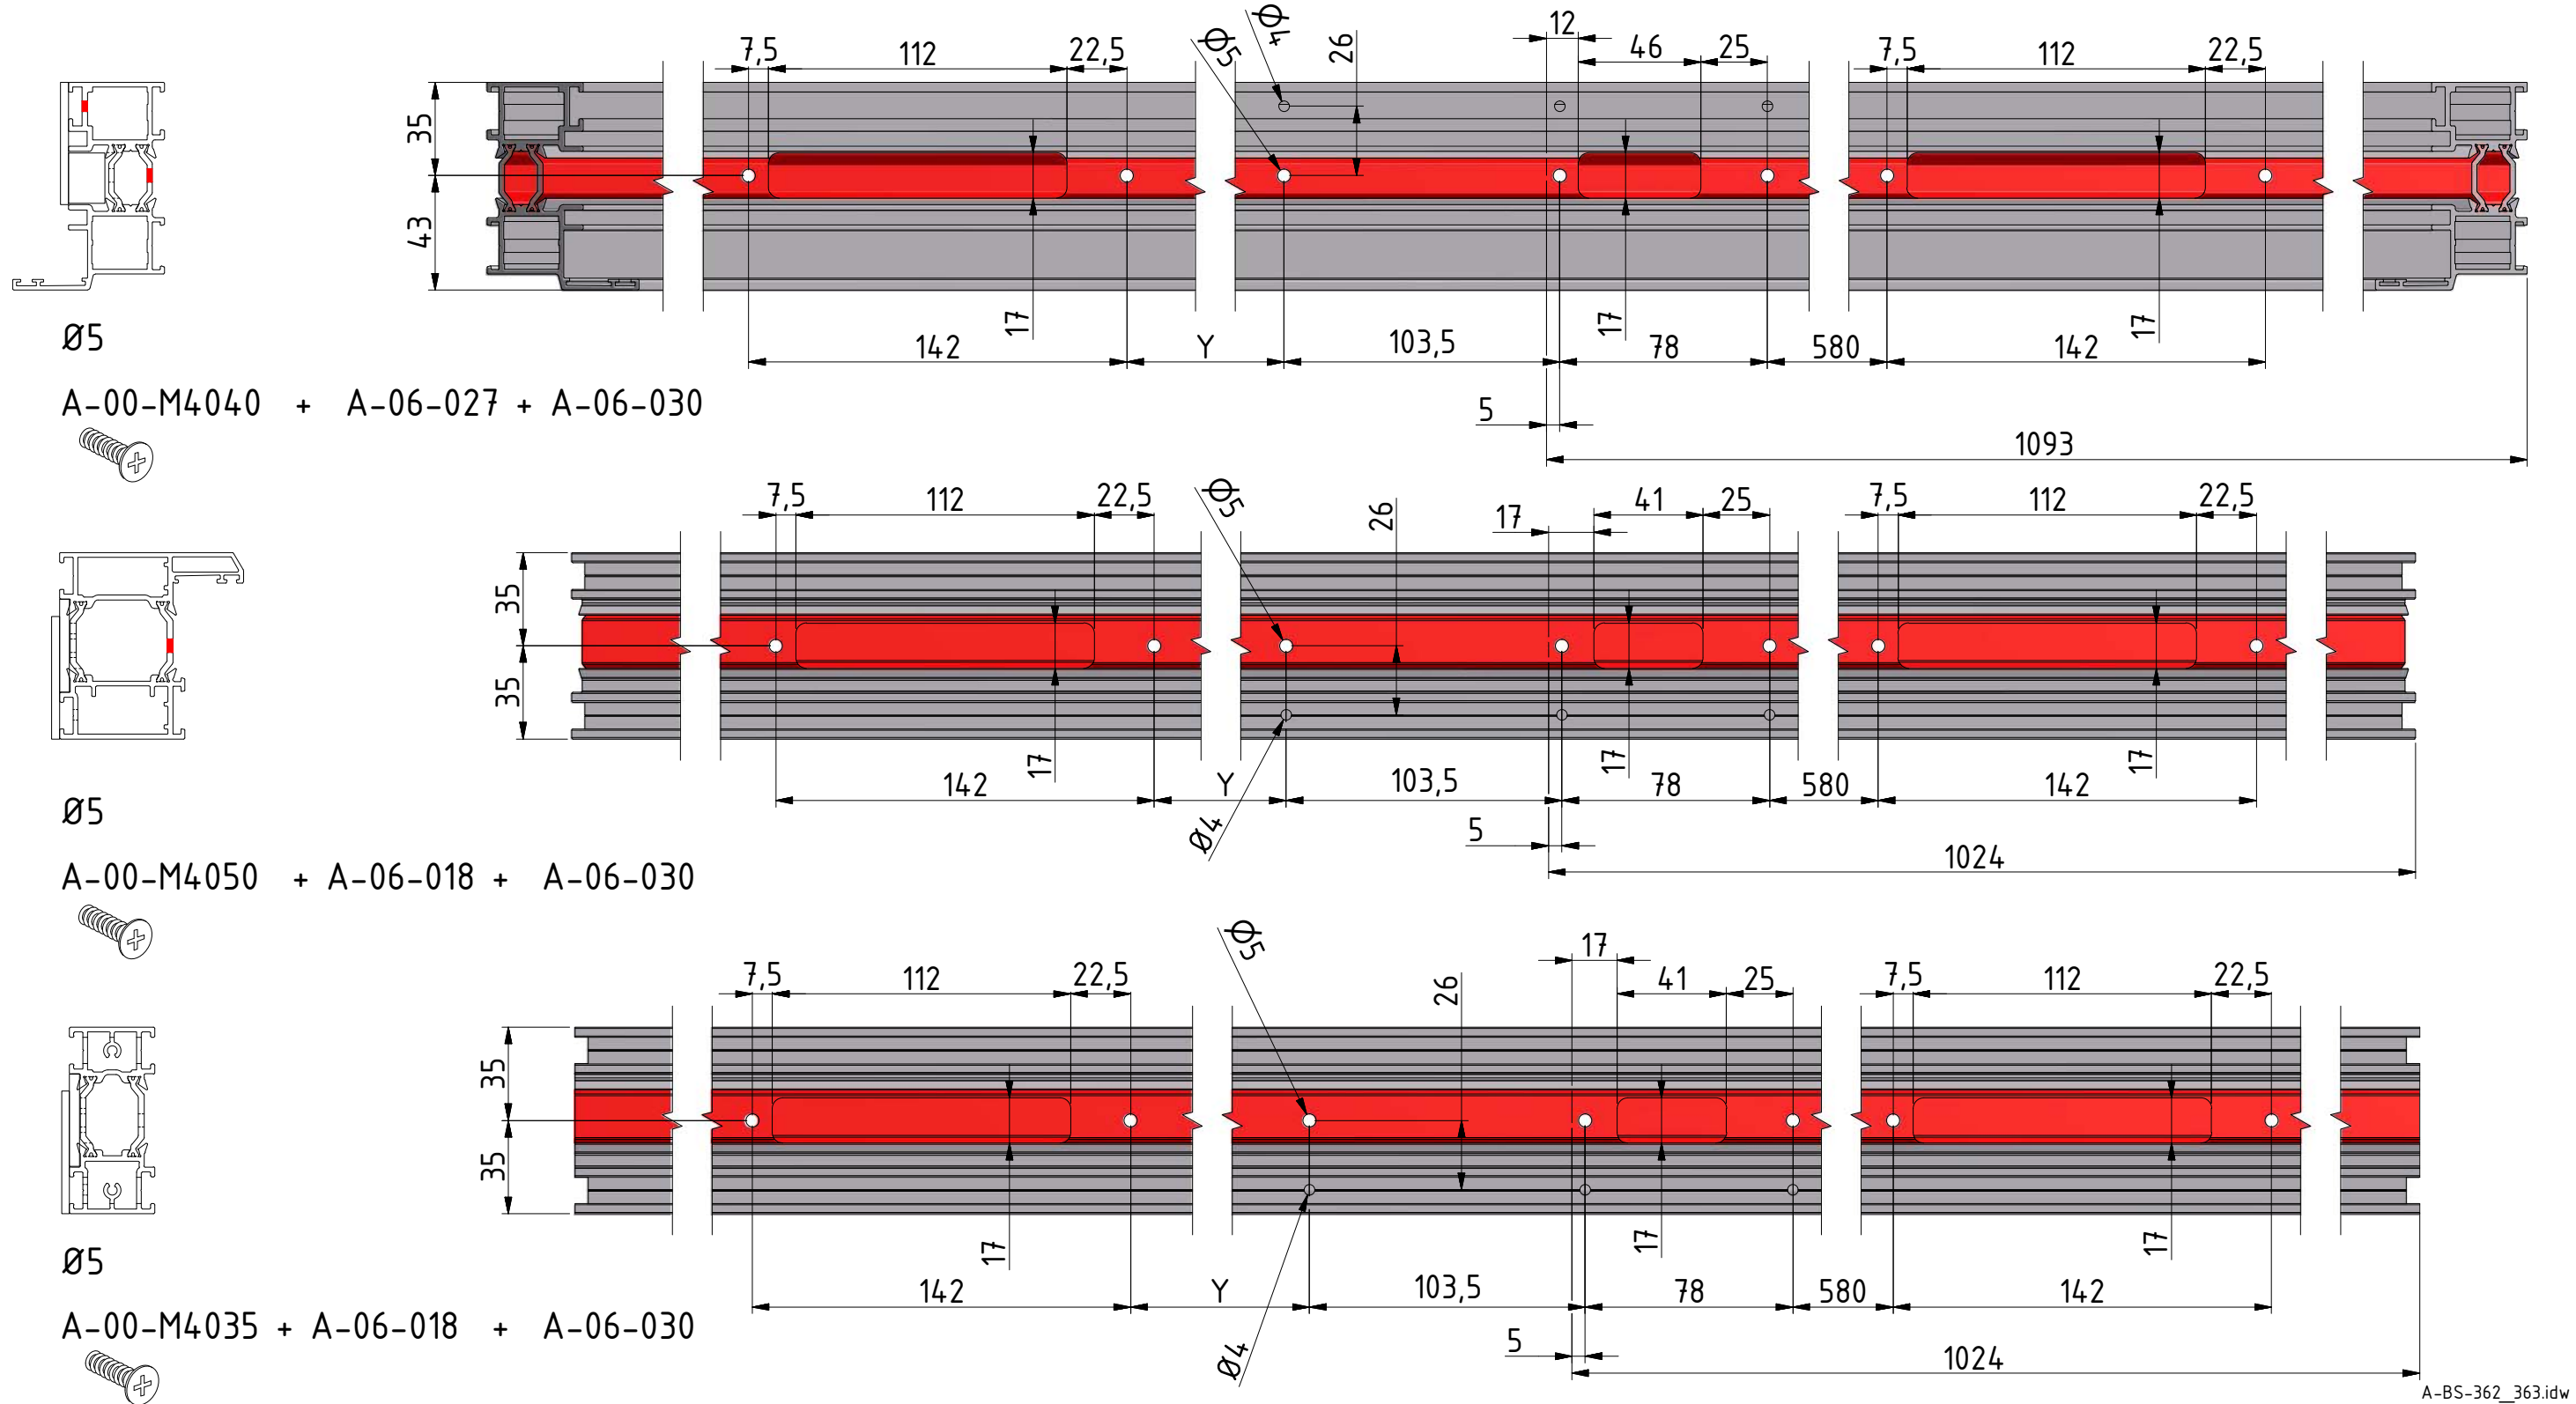 7,5 112 22,5 Ø5 Ø4 26 12 46 25 7,5 112 22,5
35
43
17 17 17
Ø5
142 Y 103,5 78 580 142
A-00-M4040 + A-06-027 + A-06-030
5
1093
7,5 112 22,5 Ø5 26 17 41 25 7,5 112 22,5
35
35
17 17 17
Ø5
142 Y 103,5 78 580 142
Ø4 5
1024
A-00-M4050 + A-06-018 + A-06-030
7,5 112 22,5 Ø5 26 17 41 25 7,5 112 22,5
35
35
17 17 17
Ø5
142 Y 103,5 78 580 142
A-00-M4035 + A-06-018 + A-06-030
Ø4 5
1024
A-BS-362_363.idw